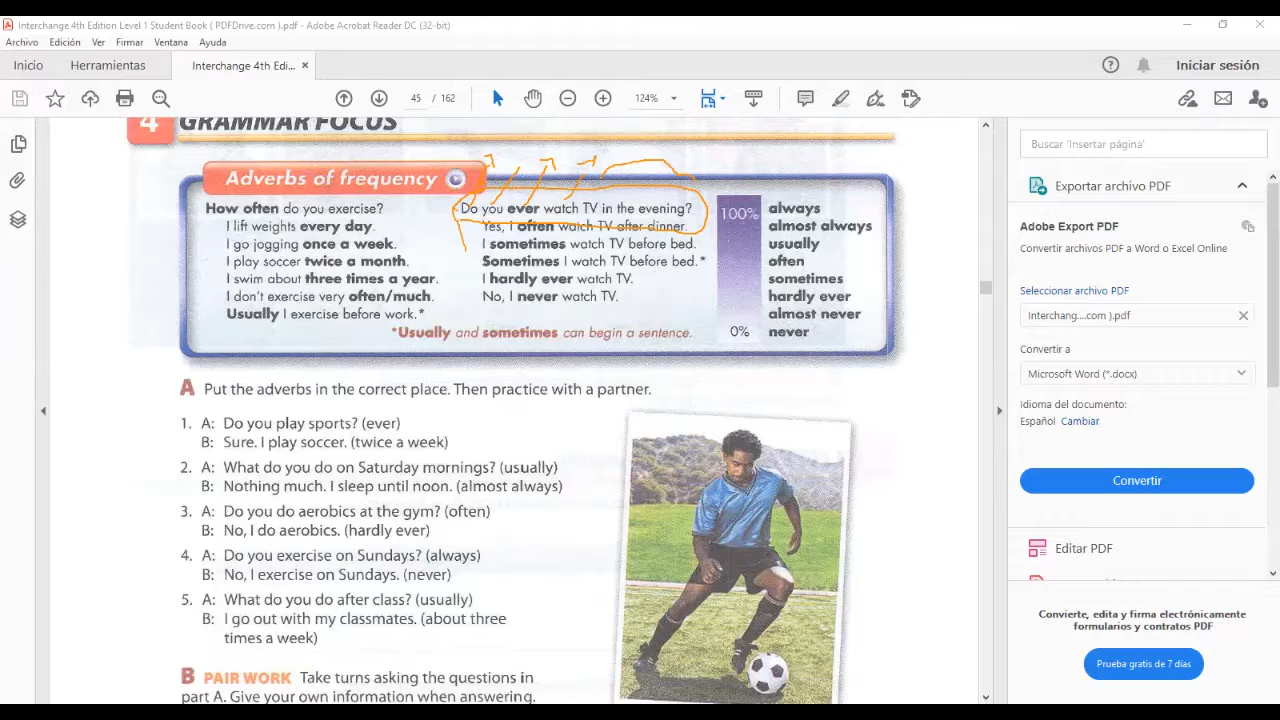 Interchange 4th Edition Level 1 Student Book ( PDFDrive.com ).pdf - Adobe Acrobat Reader DC (32-bit)
Archivo Edición Ver Firmar Ventana Ayuda
Inicio Herramientas Interchange 4th Edi... × Iniciar sesión
45 / 162 124%
4 GRAMMAR FOCUS
Adverbs of frequency
How often do you exercise?
I lift weights every day.
I go jogging once a week.
I play soccer twice a month.
I swim about three times a year.
I don't exercise very often/much.
Usually I exercise before work.*
Do you ever watch TV in the evening?
Yes, I often watch TV after dinner.
I sometimes watch TV before bed.
Sometimes I watch TV before bed.*
I hardly ever watch TV.
No, I never watch TV.
100% always
almost always
usually
often
sometimes
hardly ever
almost never
0% never
*Usually and sometimes can begin a sentence.
A Put the adverbs in the correct place. Then practice with a partner.
1. A: Do you play sports? (ever)
B: Sure. I play soccer. (twice a week)
2. A: What do you do on Saturday mornings? (usually)
B: Nothing much. I sleep until noon. (almost always)
3. A: Do you do aerobics at the gym? (often)
B: No, I do aerobics. (hardly ever)
4. A: Do you exercise on Sundays? (always)
B: No, I exercise on Sundays. (never)
5. A: What do you do after class? (usually)
B: I go out with my classmates. (about three
times a week)
B PAIR WORK Take turns asking the questions in
part A. Give your own information when answering.
Buscar 'Insertar página'
Exportar archivo PDF
Adobe Export PDF
Convertir archivos PDF a Word o Excel Online
Seleccionar archivo PDF
Interchang....com ).pdf
Convertir a
Microsoft Word (*.docx)
Idioma del documento:
Español Cambiar
Convertir
Editar PDF
Convierte, edita y firma electrónicamente
formularios y contratos PDF
Prueba gratis de 7 días